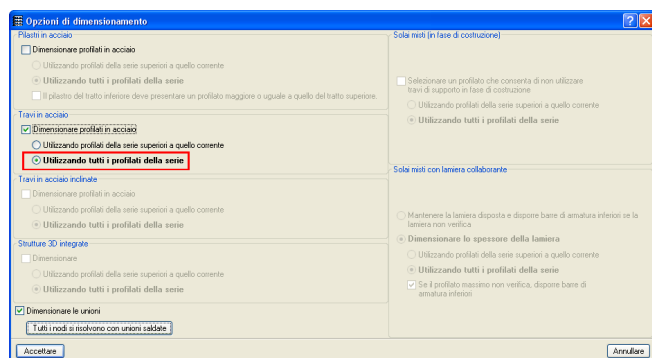 Opzioni di dimensionamento
Pilastri in acciaio
Dimensionare profilati in acciaio
Utilizzando profilati della serie superiori a quello corrente
Utilizzando tutti i profilati della serie
Il pilastro del tratto inferiore deve presentare un profilato maggiore o uguale a quello del tratto superiore.
Travi in acciaio
Dimensionare profilati in acciaio
Utilizzando profilati della serie superiori a quello corrente
Utilizzando tutti i profilati della serie
Travi in acciaio inclinate
Dimensionare profilati in acciaio
Utilizzando profilati della serie superiori a quello corrente
Utilizzando tutti i profilati della serie
Strutture 3D integrate
Dimensionare
Utilizzando profilati della serie superiori a quello corrente
Utilizzando tutti i profilati della serie
Dimensionare le unioni
Tutti i nodi si risolvono con unioni saldate
Solai misti (in fase di costruzione)
Selezionare un profilato che consenta di non utilizzare
travi di supporto in fase di costruzione
Utilizzando profilati della serie superiori a quello corrente
Utilizzando tutti i profilati della serie
Solai misti con lamiera collaborante
Mantenere la lamiera disposta e dispone barre di armatura inferiori se la
lamiera non verifica
Dimensionare lo spessore della lamiera
Utilizzando profilati della serie superiori a quello corrente
Utilizzando tutti i profilati della serie
Se il profilato massimo non verifica, dispone barre di
armatura inferiori
Accettare
Annullare